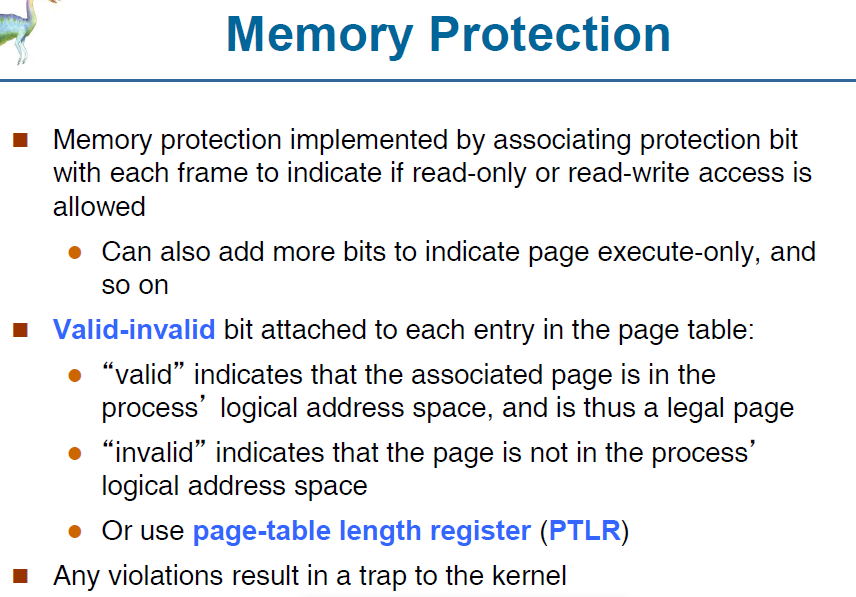 Memory Protection
Memory protection implemented by associating protection bit
with each frame to indicate if read-only or read-write access is
allowed
Can also add more bits to indicate page execute-only, and
so on
Valid-invalid bit attached to each entry in the page table:
“valid” indicates that the associated page is in the
process’ logical address space, and is thus a legal page
“invalid” indicates that the page is not in the process’
logical address space
Or use page-table length register (PTLR)
Any violations result in a trap to the kernel